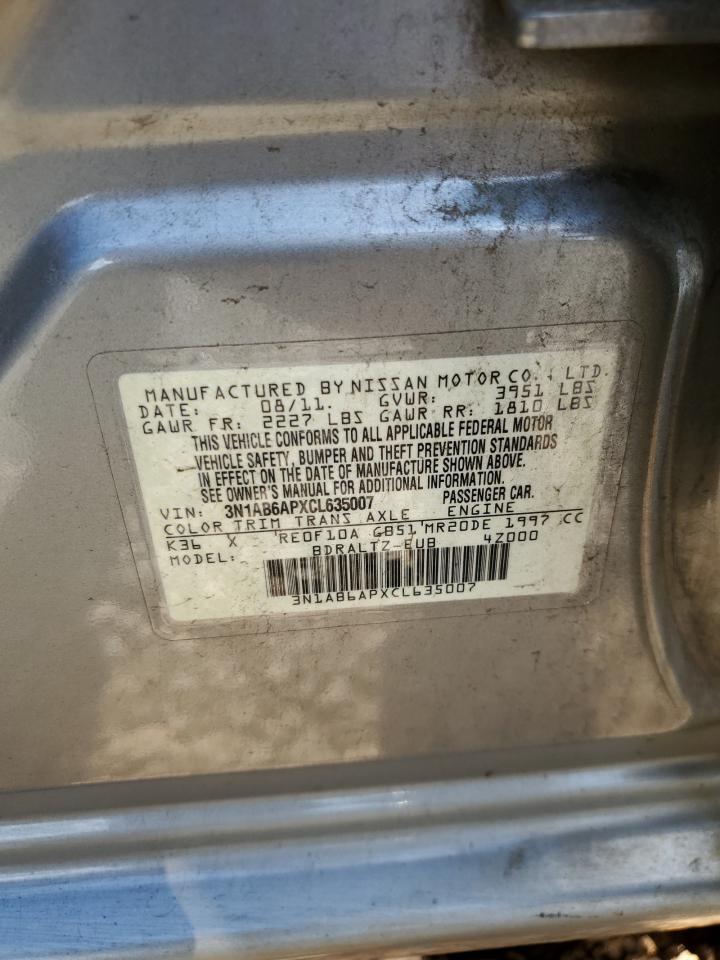 MANUFACTURED BY NISSAN MOTOR CO., LTD.
DATE: 08/11. GVWR: 3951 LBS
GAWR FR: 2227 LBS GAWR RR: 1810 LBS
THIS VEHICLE CONFORMS TO ALL APPLICABLE FEDERAL MOTOR
VEHICLE SAFETY, BUMPER AND THEFT PREVENTION STANDARDS
IN EFFECT ON THE DATE OF MANUFACTURE SHOWN ABOVE.
SEE OWNER'S MANUAL FOR ADDITIONAL INFORMATION.
VIN: 3N1AB6APXCL635007 PASSENGER CAR.
COLOR TRIM TRANS AXLE ENGINE
K36 X RE0F10A GB51 MR20DE 1997 CC
MODEL: BDRALTZ-EUB 4Z000
3N1AB6APXCL635007